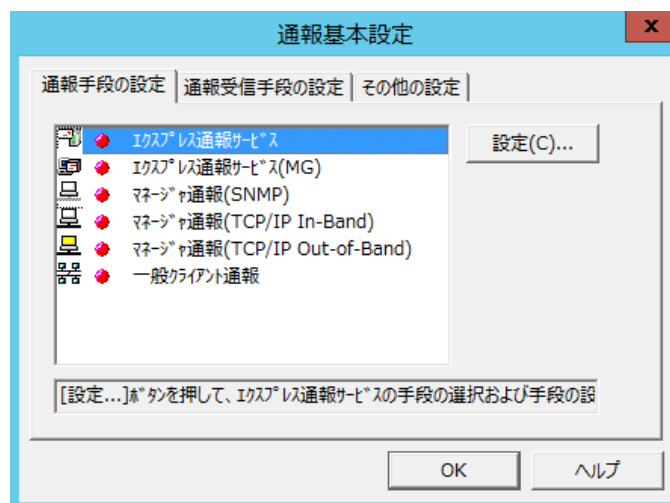 通報基本設定
x
通報手段の設定 通報受信手段の設定 その他の設定
ｴｸｽﾌﾟﾚｽ通報ｻｰﾋﾞｽ
設定(C)...
ｴｸｽﾌﾟﾚｽ通報ｻｰﾋﾞｽ(MG)
ﾏﾈｰｼﾞｬ通報(SNMP)
ﾏﾈｰｼﾞｬ通報(TCP/IP In-Band)
ﾏﾈｰｼﾞｬ通報(TCP/IP Out-of-Band)
一般ｸﾗｲｱﾝﾄ通報
[設定...]ﾎﾞﾀﾝを押して、ｴｸｽﾌﾟﾚｽ通報ｻｰﾋﾞｽの手段の選択および手段の設
OK ヘルプ